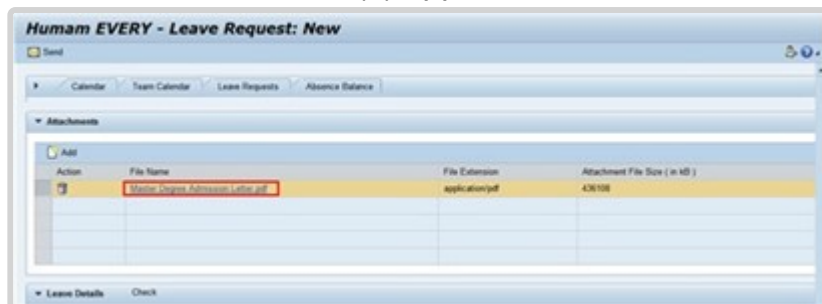 Humam EVERY - Leave Request: New
Send
Calendar Team Calendar Leave Requests Absence Balance
Attachments
Add
Action File Name File Extension Attachment File Size ( in kB )
Master Degree Admission Letter.pdf application/pdf 436108
Leave Details Check